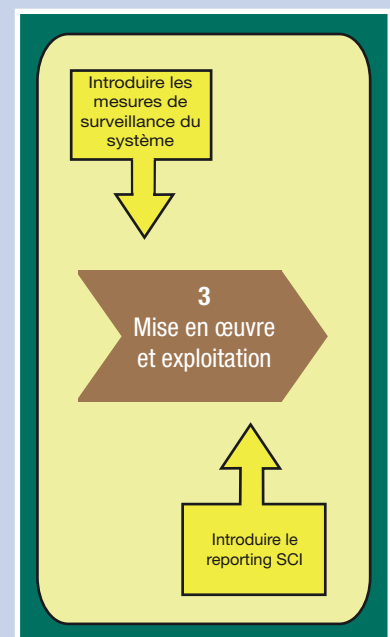 Introduire les
mesures de
surveillance du
système
3
Mise en œuvre
et exploitation
Introduire le
reporting SCI